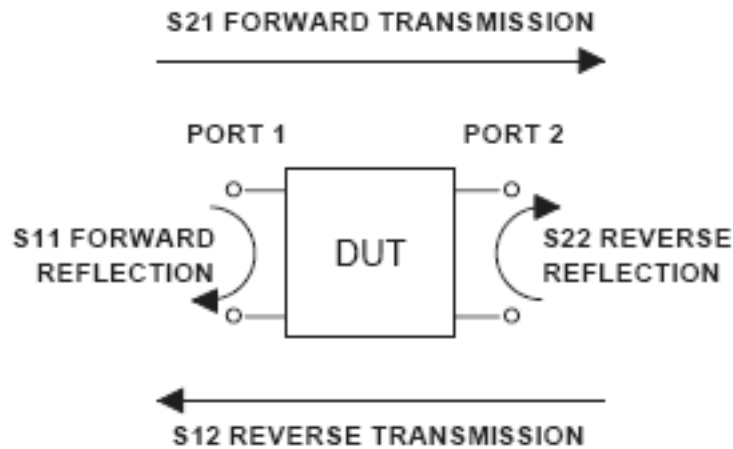 S21 FORWARD TRANSMISSION
PORT 1
PORT 2
S11 FORWARD
REFLECTION
DUT
S22 REVERSE
REFLECTION
S12 REVERSE TRANSMISSION